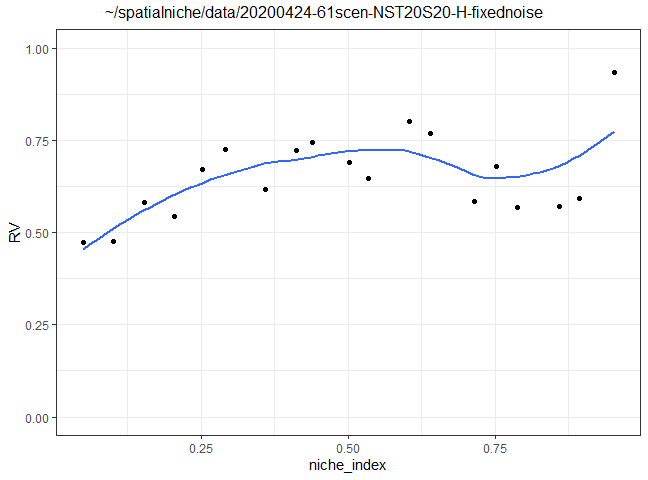 ~/spatialniche/data/20200424-61scen-NST20S20-H-fixednoise
1.00
0.75
0.50
0.25
0.00
RV
0.25 0.50 0.75
niche_index